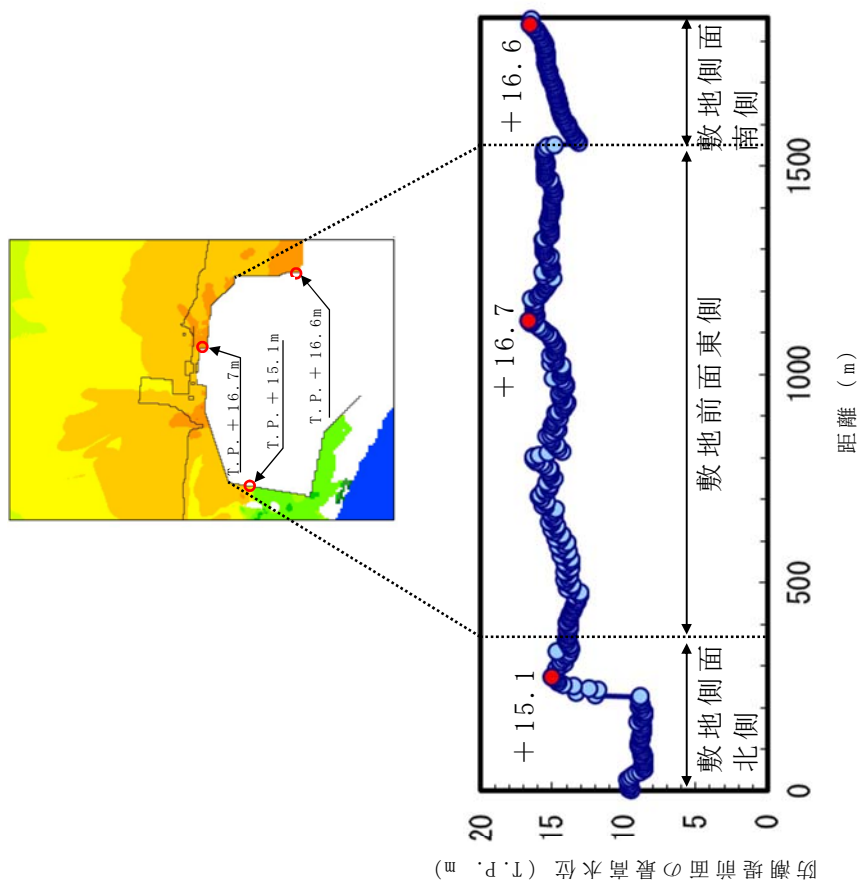 T.P.+16.7m
T.P.+15.1m
T.P.+16.6m
防潮堤前面の最高水位 (T.P. m)
20
15
10
5
0
+15.1
+16.7
+16.6
敷地側面
北側
敷地前面東側
敷地側面
南側
0
500
1000
1500
距離 (m)